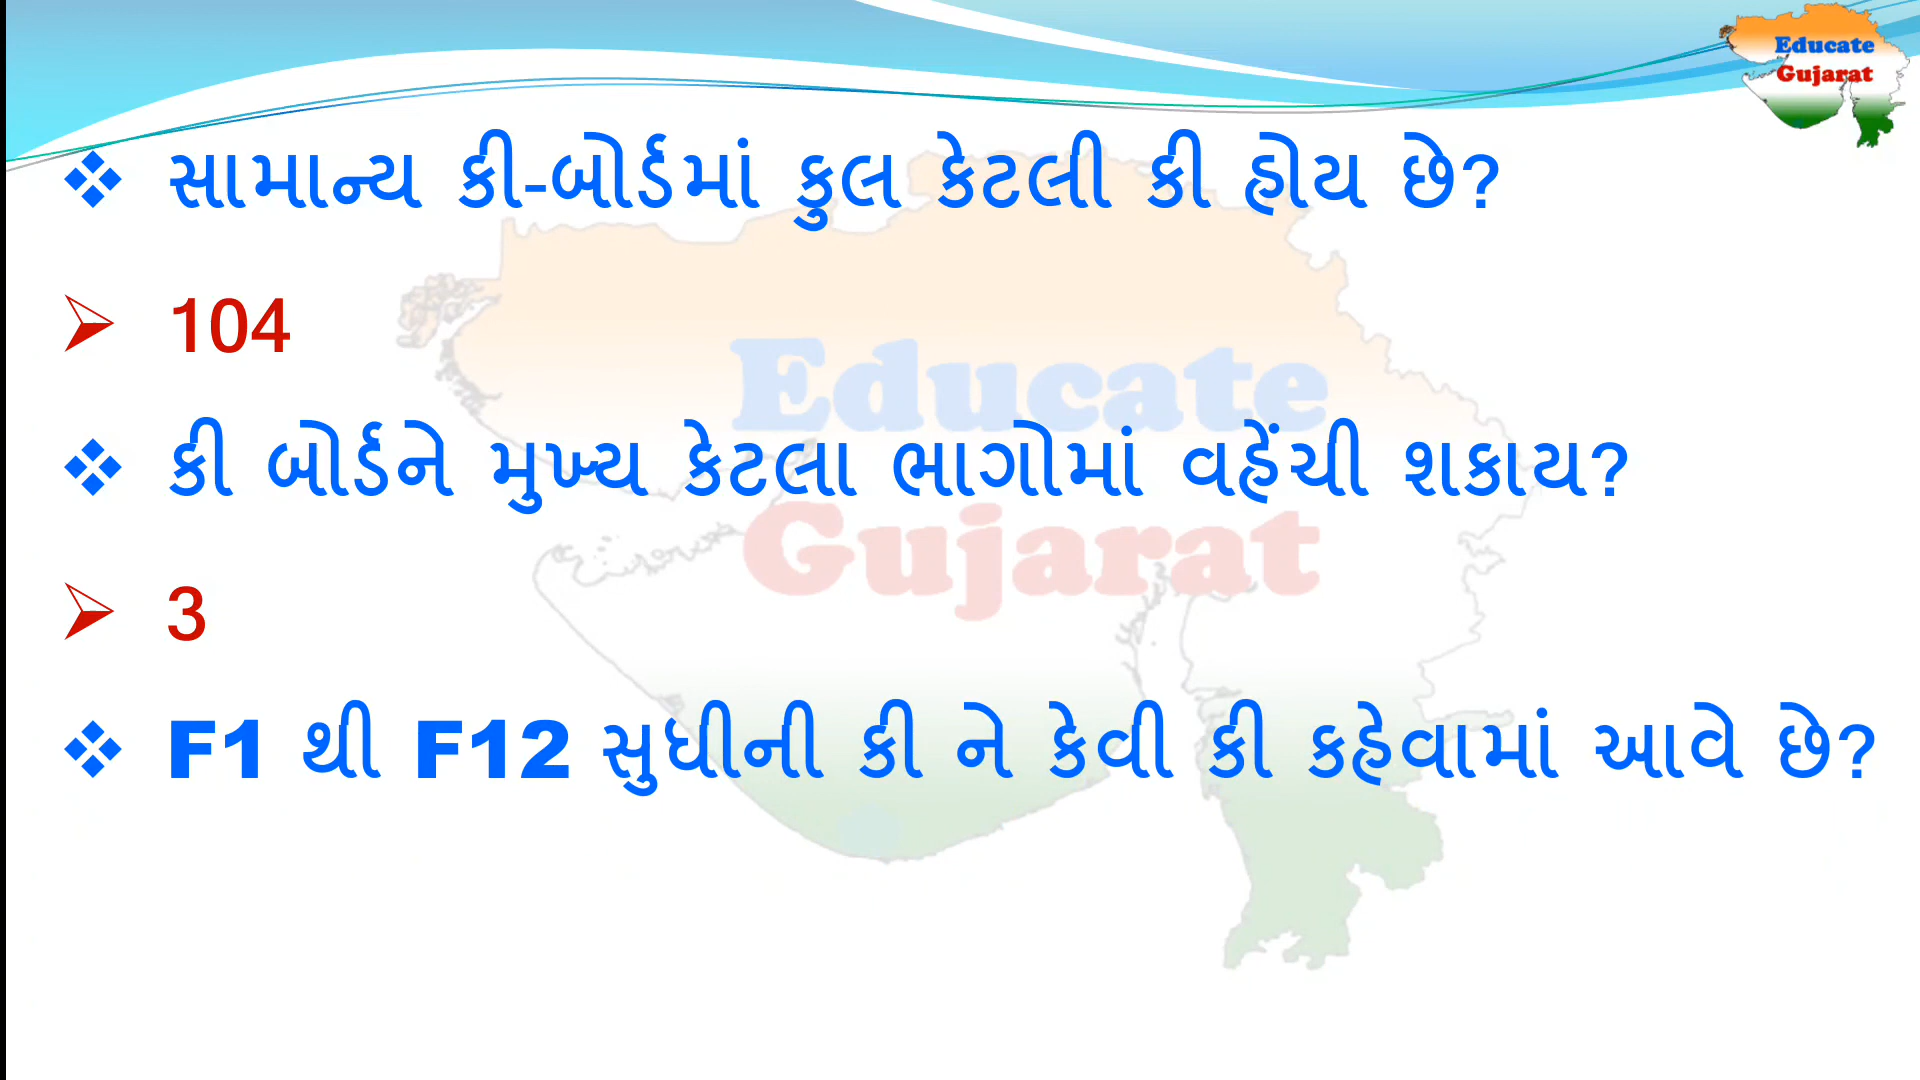 Educate
Gujarat
❖ સામાન્ય કી-બોર્ડમાં કુલ કેટલી કી હોય છે?
➢ 104
❖ કી બોર્ડને મુખ્ય કેટલા ભાગોમાં વહેંચી શકાય?
➢ 3
❖ F1 થી F12 સુધીની કી ને કેવી કી કહેવામાં આવે છે?
Educate
Gujarat